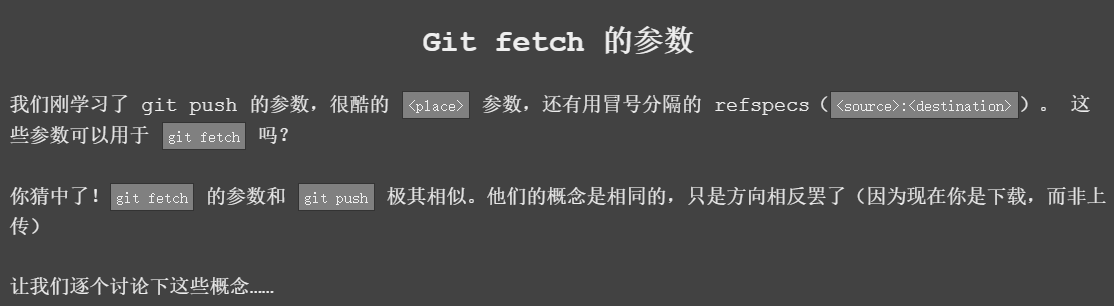 Git fetch 的参数
我们刚学习了 git push 的参数，很酷的 <place> 参数，还有用冒号分隔的 refspecs（<source>:<destination>）。 这
些参数可以用于 git fetch 吗？
你猜中了！git fetch 的参数和 git push 极其相似。他们的概念是相同的，只是方向相反罢了（因为现在你是下载，而非上
传）
让我们逐个讨论下这些概念……